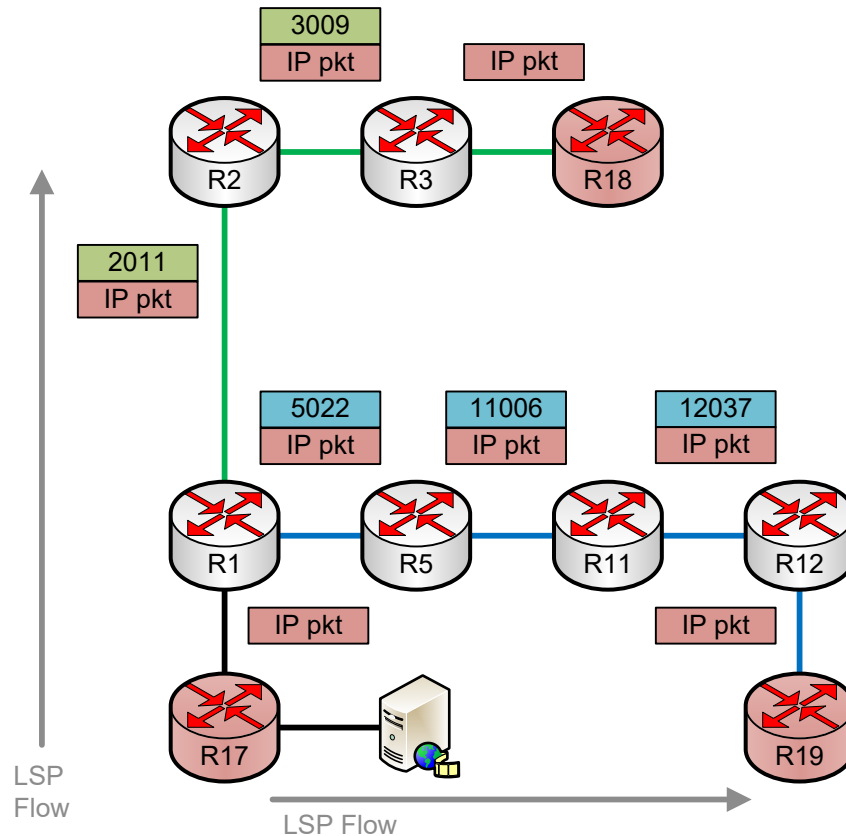 3009
IP pkt
IP pkt
R2
R3
R18
2011
IP pkt
5022
IP pkt
11006
IP pkt
12037
IP pkt
R1
R5
R11
R12
IP pkt
IP pkt
R17
R19
LSP
Flow
LSP Flow